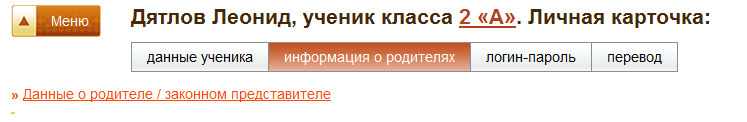 Меню
Дятлов Леонид, ученик класса 2 «А». Личная карточка:
данные ученика информация о родителях логин-пароль перевод
» Данные о родителе / законном представителе